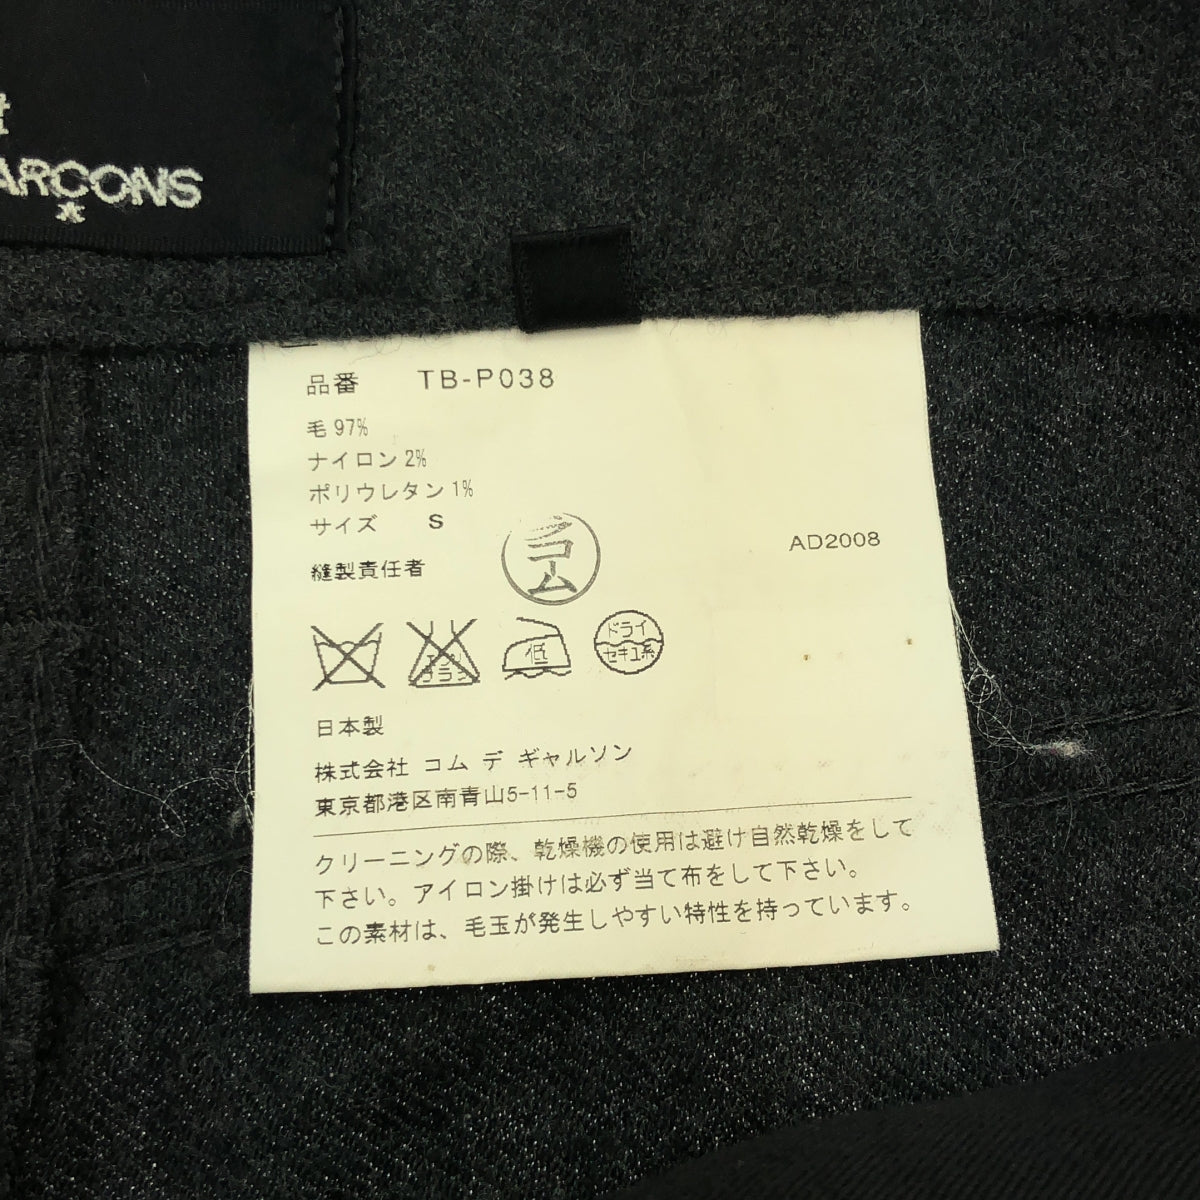 ARCONS
品番 TB-P038
毛 97%
ナイロン 2%
ポリウレタン 1%
サイズ S
AD2008
縫製責任者 コム
エンソ
フラン
低
ドライ
セキユ系
日本製
株式会社 コム デ ギャルソン
東京都港区南青山5-11-5
クリーニングの際、乾燥機の使用は避け自然乾燥をして
下さい。アイロン掛けは必ず当て布をして下さい。
この素材は、毛玉が発生しやすい特性を持っています。